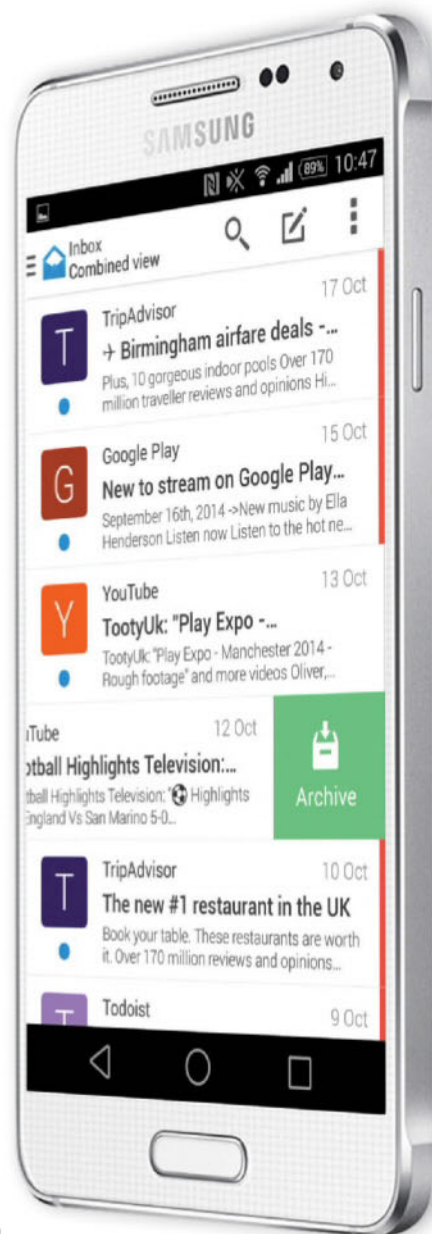 SAMSUNG
89% 10:47
Inbox
Combined view
17 Oct
T
TripAdvisor
✈ Birmingham airfare deals -...
Plus, 10 gorgeous indoor pools Over 170
million traveller reviews and opinions Hi...
15 Oct
G
Google Play
New to stream on Google Play...
September 16th, 2014 ->New music by Ella
Henderson Listen now Listen to the hot ne...
13 Oct
Y
YouTube
TootyUk: "Play Expo -...
TootyUk: "Play Expo - Manchester 2014 -
Rough footage" and more videos Oliver,...
uTube 12 Oct
otball Highlights Television:...
tball Highlights Television: "⚽ Highlights
England Vs San Marino 5-0...
Archive
10 Oct
T
TripAdvisor
The new #1 restaurant in the UK
Book your table. These restaurants are worth
it. Over 170 million reviews and opinions...
T
Todoist 9 Oct